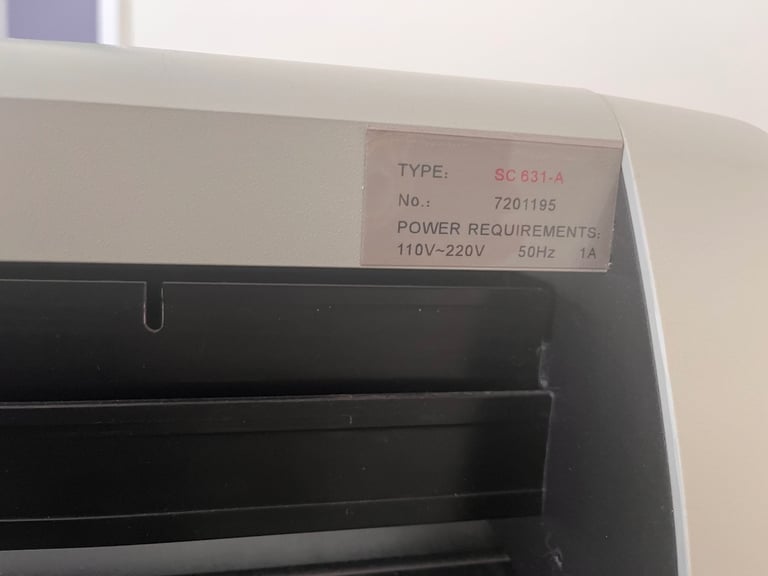 TYPE: SC 631-A
No.: 7201195
POWER REQUIREMENTS:
110V~220V 50Hz 1A